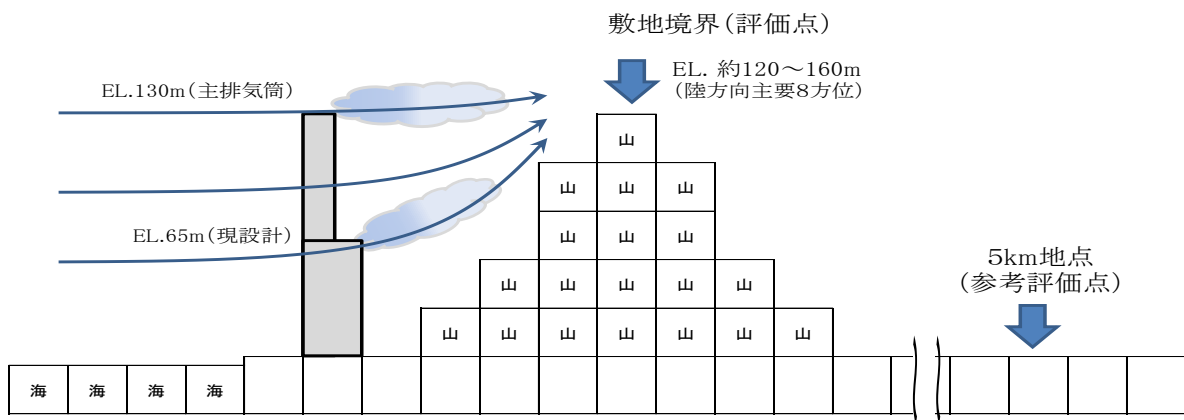 敷地境界(評価点)
EL. 約120~160m
(陸方向主要8方位)
EL.130m(主排気筒)
山
山 山 山
EL.65m(現設計)
山 山 山
5km地点
(参考評価点)
山 山 山 山 山
山 山 山 山 山 山 山
海 海 海 海